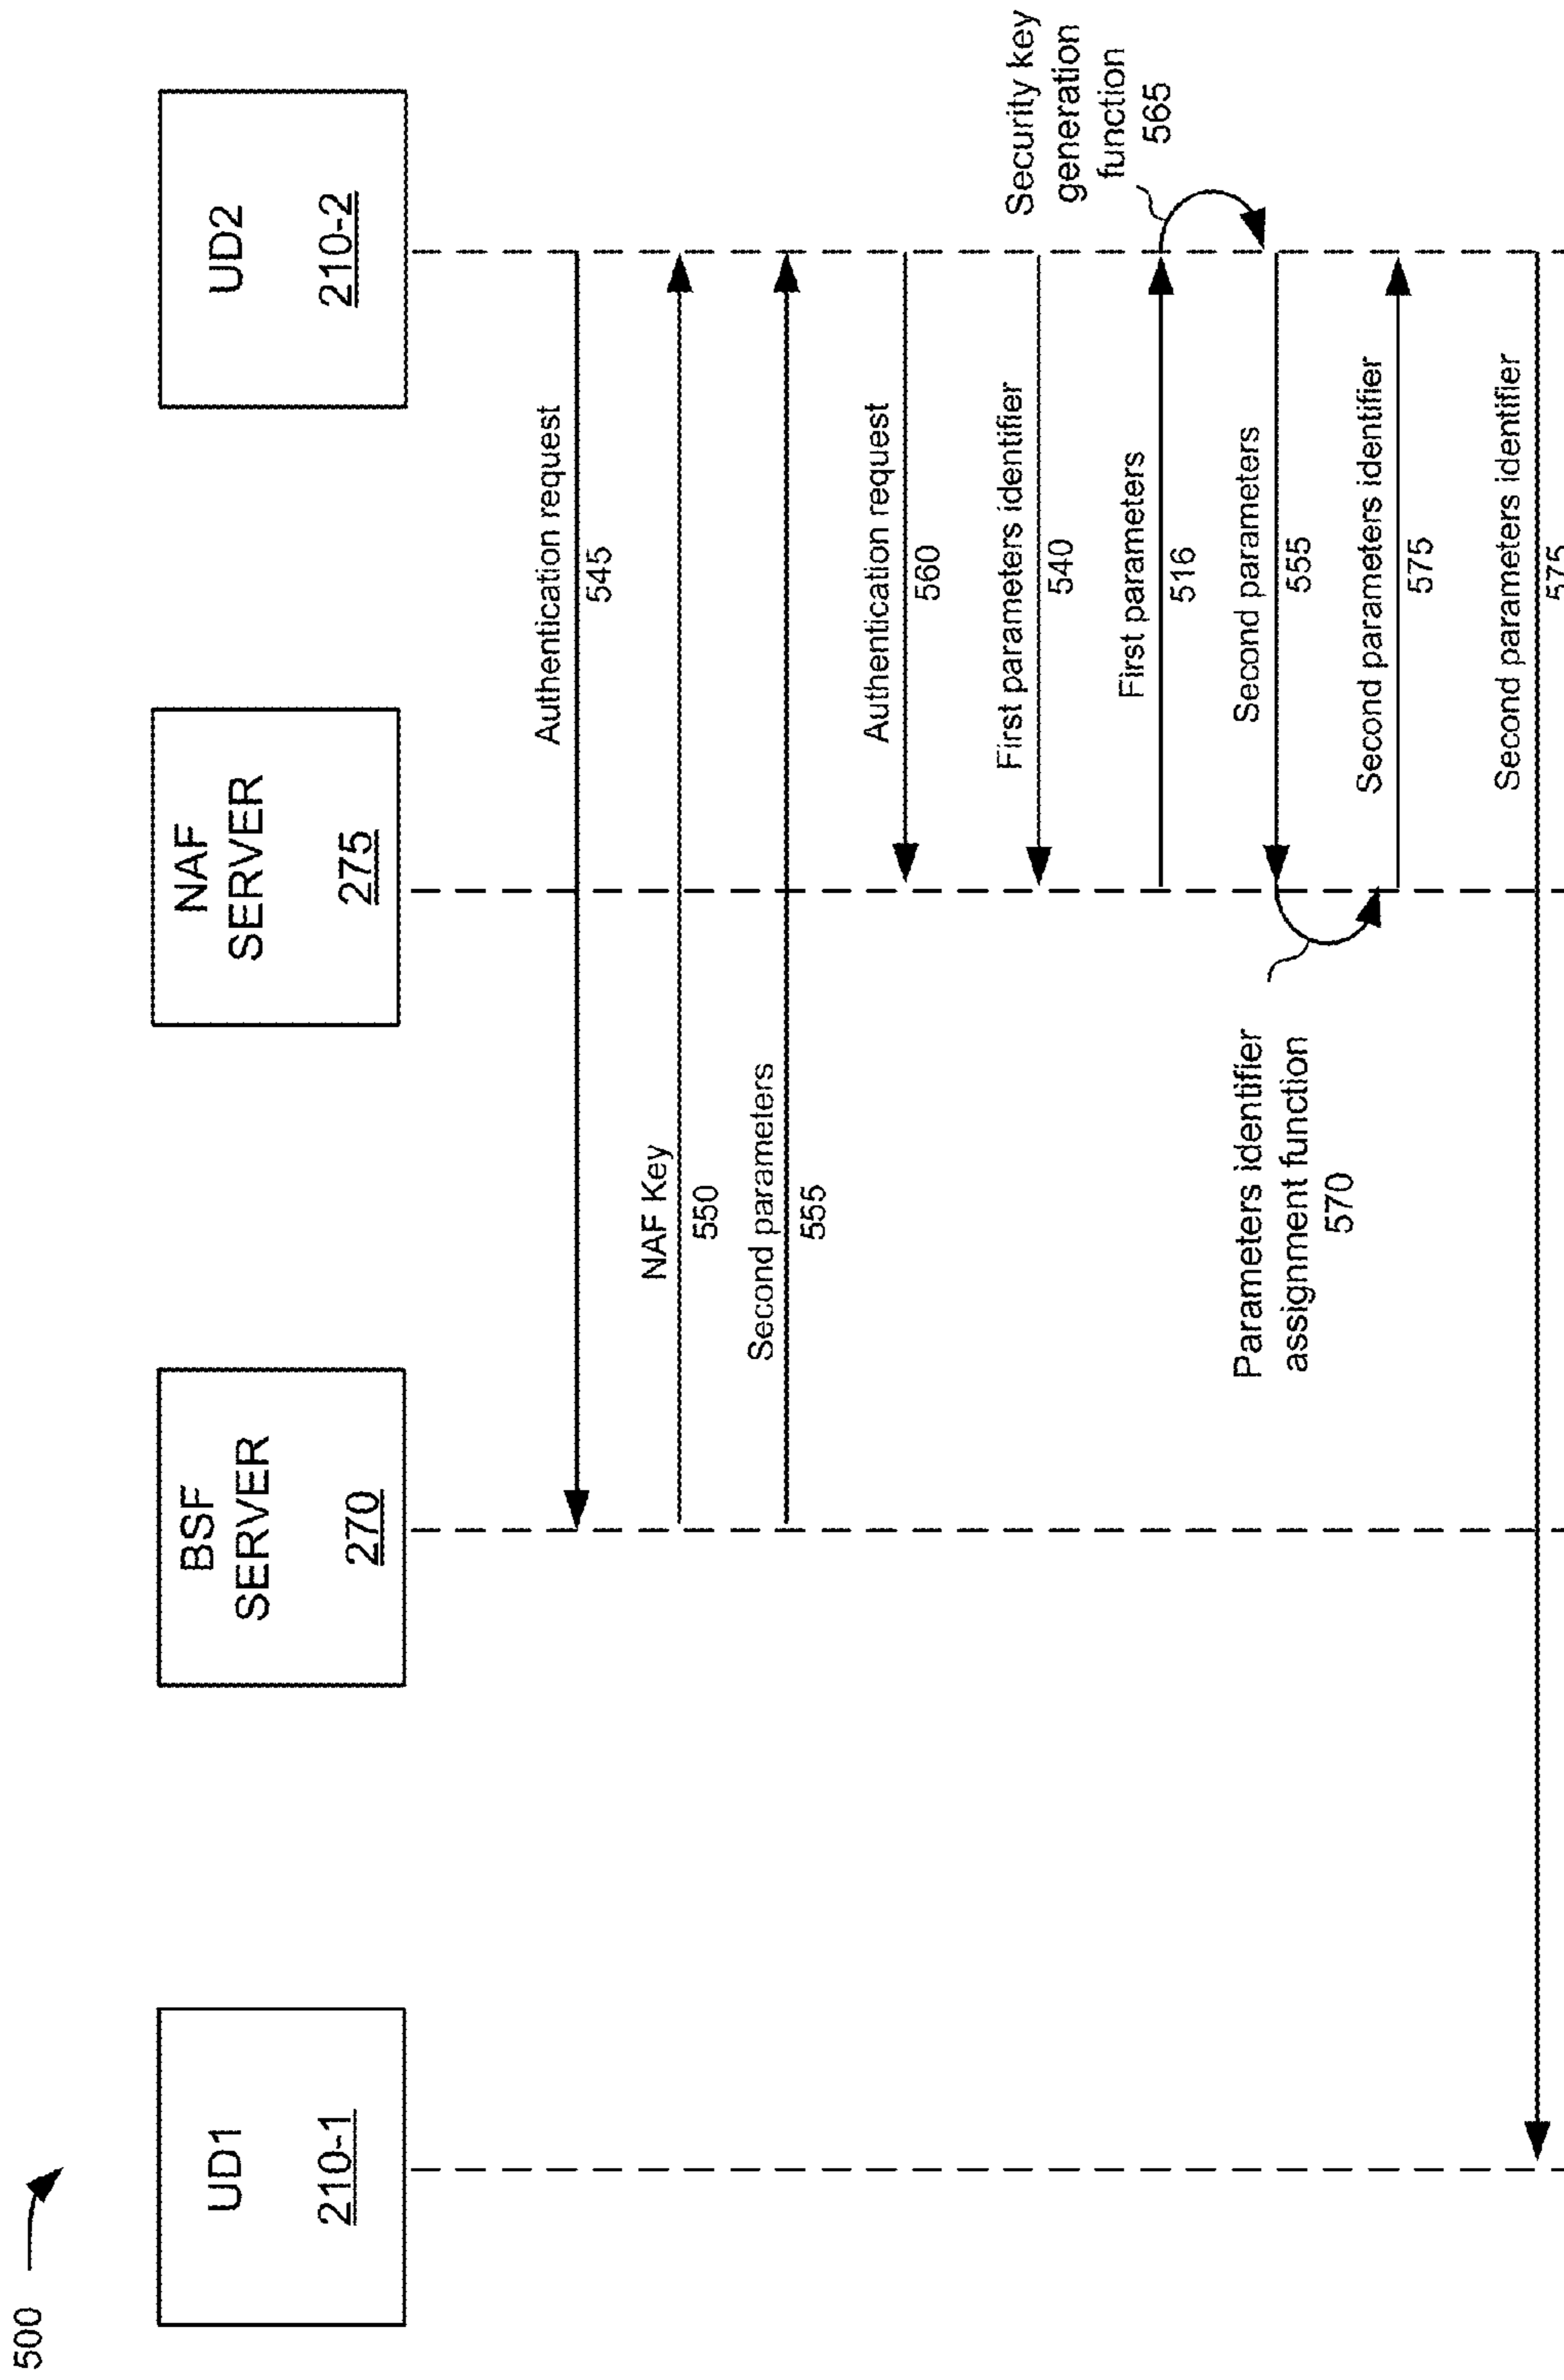 500
UD1
210-1
BSF
SERVER
270
NAF
SERVER
275
UD2
210-2
Authentication request
545
NAF Key
550
Second parameters
555
Authentication request
560
First parameters identifier
540
First parameters
516
Security key
generation
function
565
Second parameters
555
Parameters identifier
assignment function
570
Second parameters identifier
575
Second parameters identifier
575